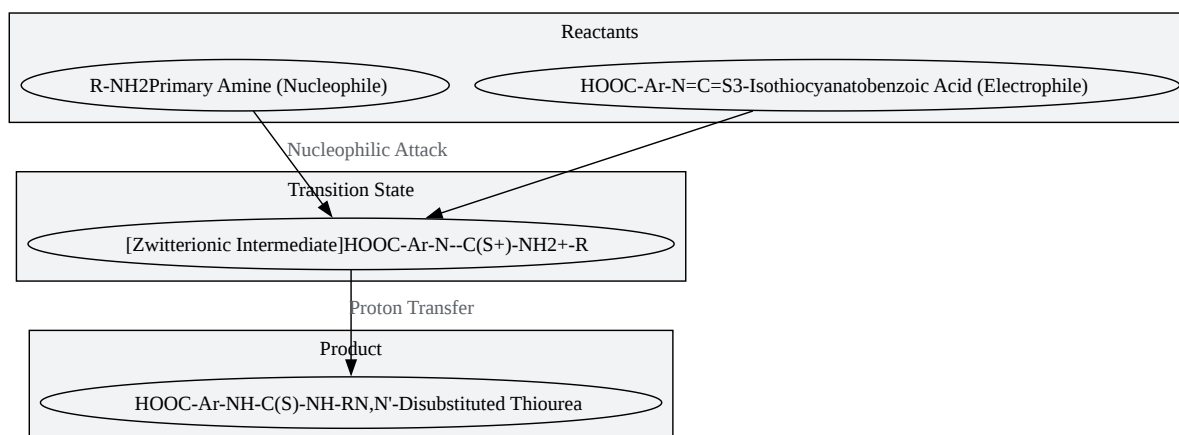 Reactants
R-NH2Primary Amine (Nucleophile)
HOOC-Ar-N=C=S3-Isothiocyanatobenzoic Acid (Electrophile)
Nucleophilic Attack
Transition State
[Zwitterionic Intermediate]HOOC-Ar-N--C(S+)-NH2+-R
Proton Transfer
Product
HOOC-Ar-NH-C(S)-NH-RN,N'-Disubstituted Thiourea